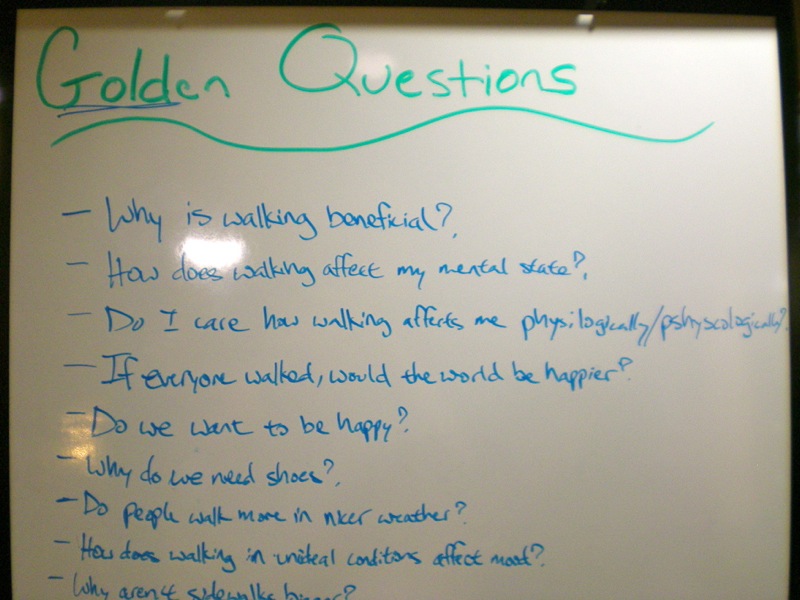 Golden Questions
- Why is walking beneficial?
- How does walking affect my mental state?
- Do I care how walking affects me physilogically/pshyscologically?
- If everyone walked, would the world be happier?
- Do we want to be happy?
- Why do we need shoes?
- Do people walk more in nicer weather?
- How does walking in unideal conditions affect mood?
- Why aren't sidewalks bigger?